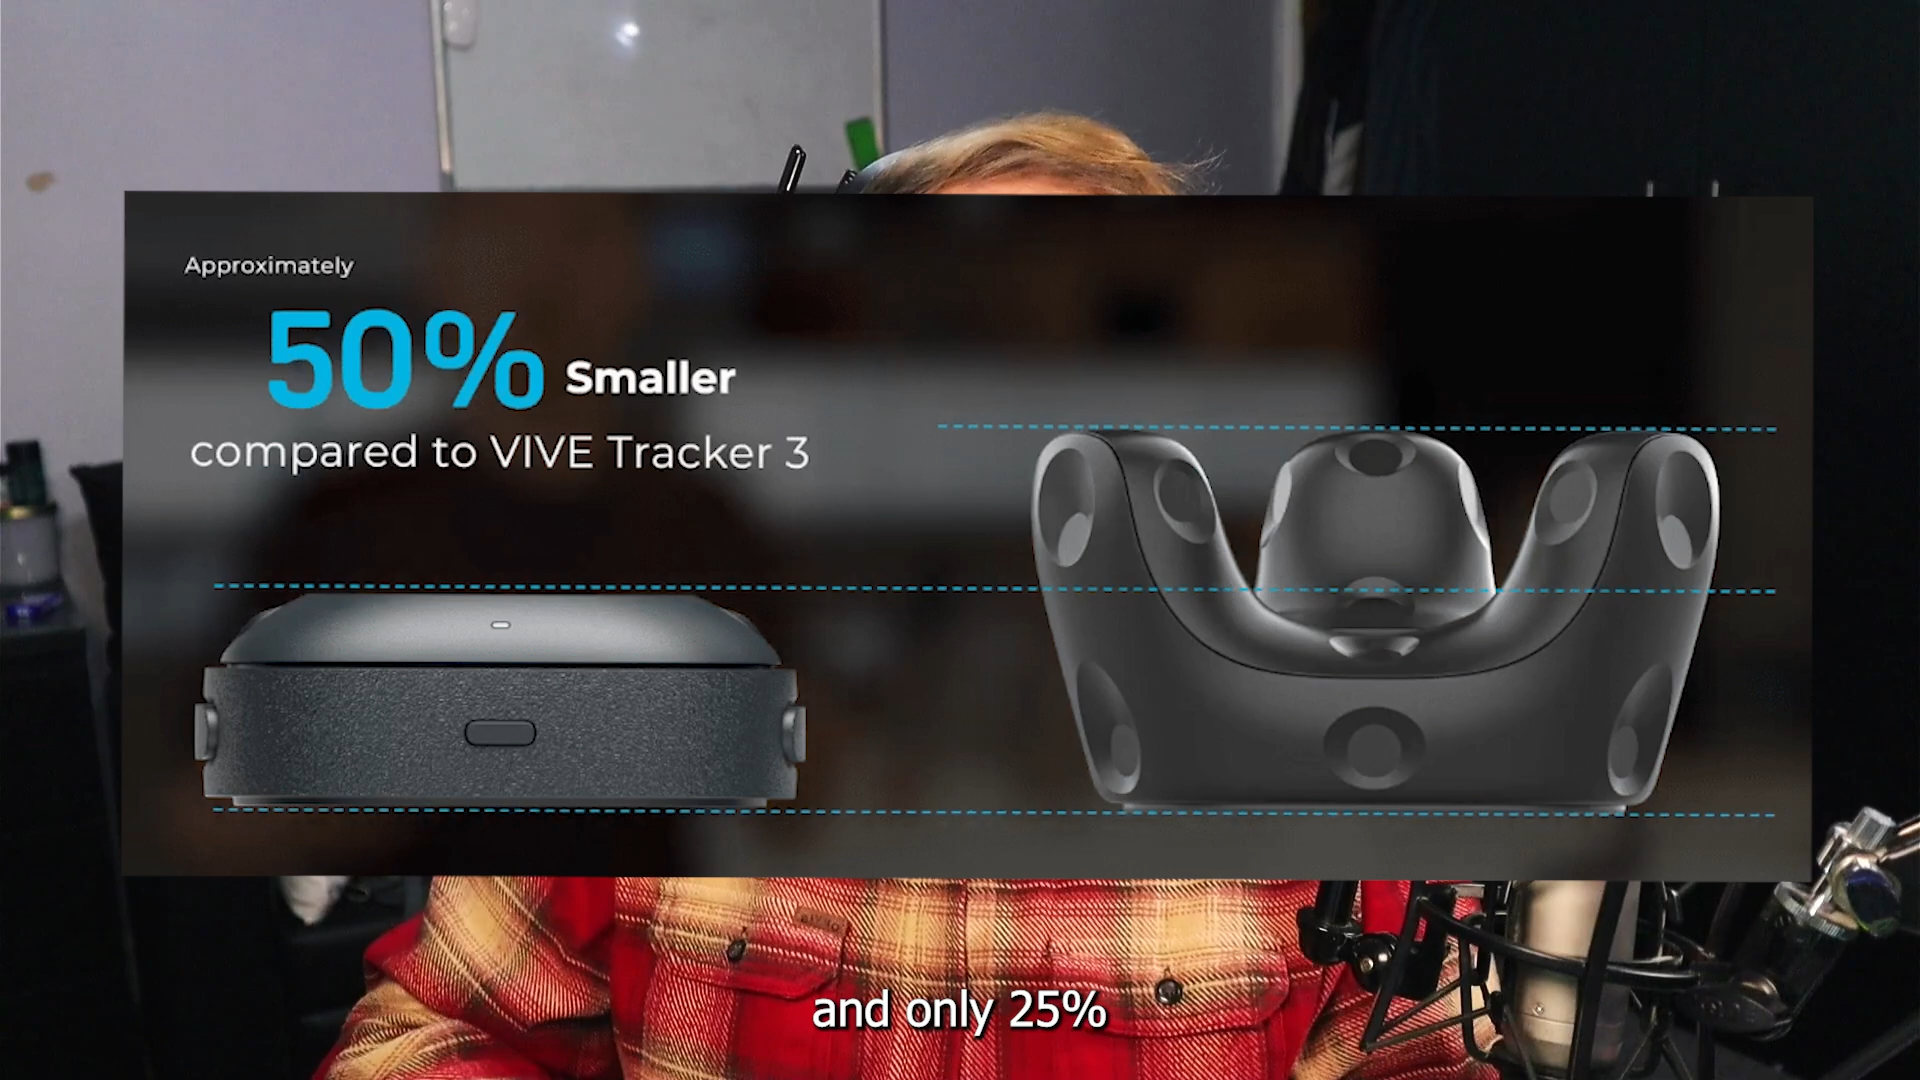 Approximately
50% Smaller
compared to VIVE Tracker 3
and only 25%